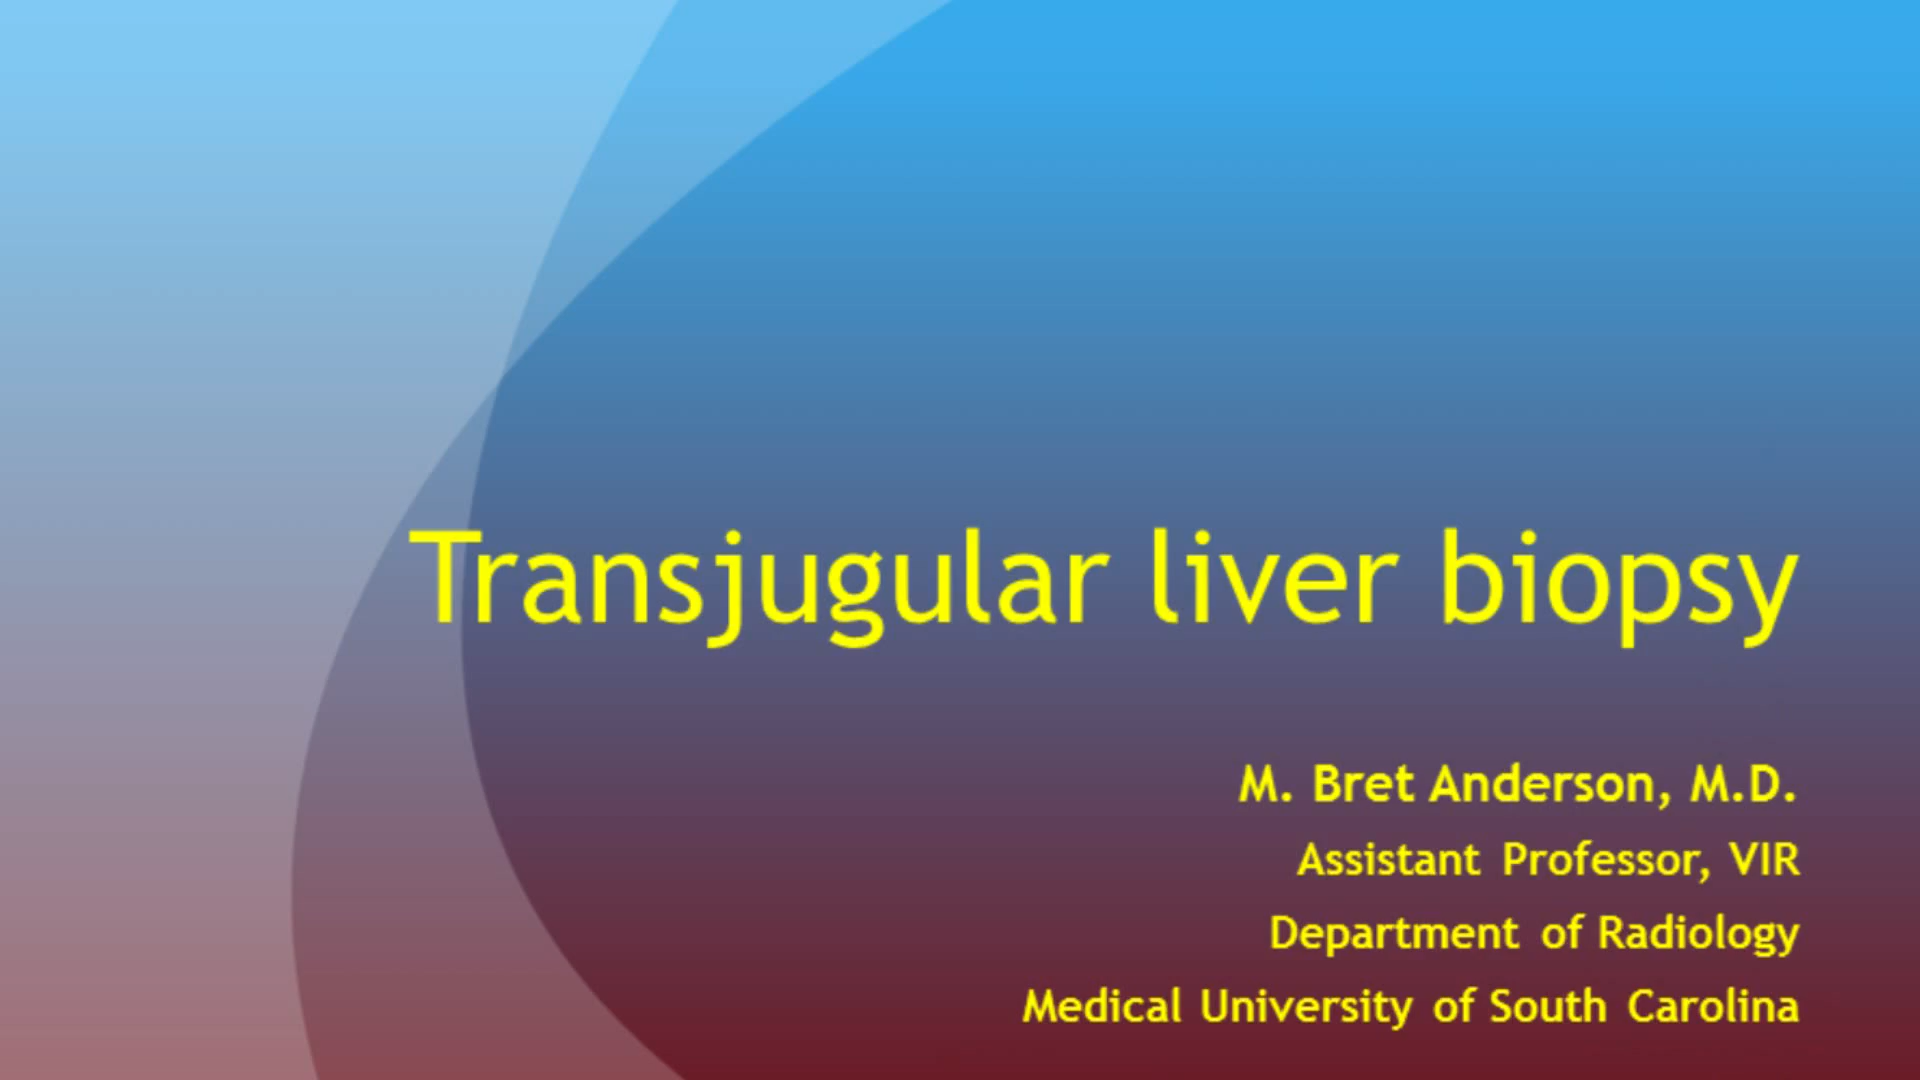 Transjugular liver biopsy
M. Bret Anderson, M.D.
Assistant Professor, VIR
Department of Radiology
Medical University of South Carolina